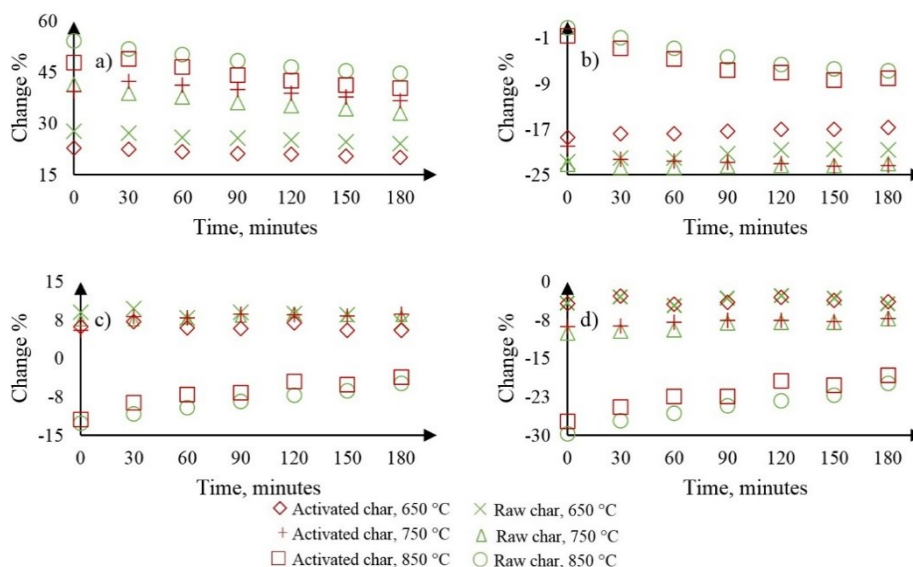 60
45
30
15
Change %
a)
0 30 60 90 120 150 180
Time, minutes
-1
-9
-17
-25
Change %
b)
0 30 60 90 120 150 180
Time, minutes
15
8
0
-8
-15
Change %
c)
0 30 60 90 120 150 180
Time, minutes
0
-8
-15
-23
-30
Change %
d)
0 30 60 90 120 150 180
Time, minutes
Activated char, 650 °C
Raw char, 650 °C
Activated char, 750 °C
Raw char, 750 °C
Activated char, 850 °C
Raw char, 850 °C